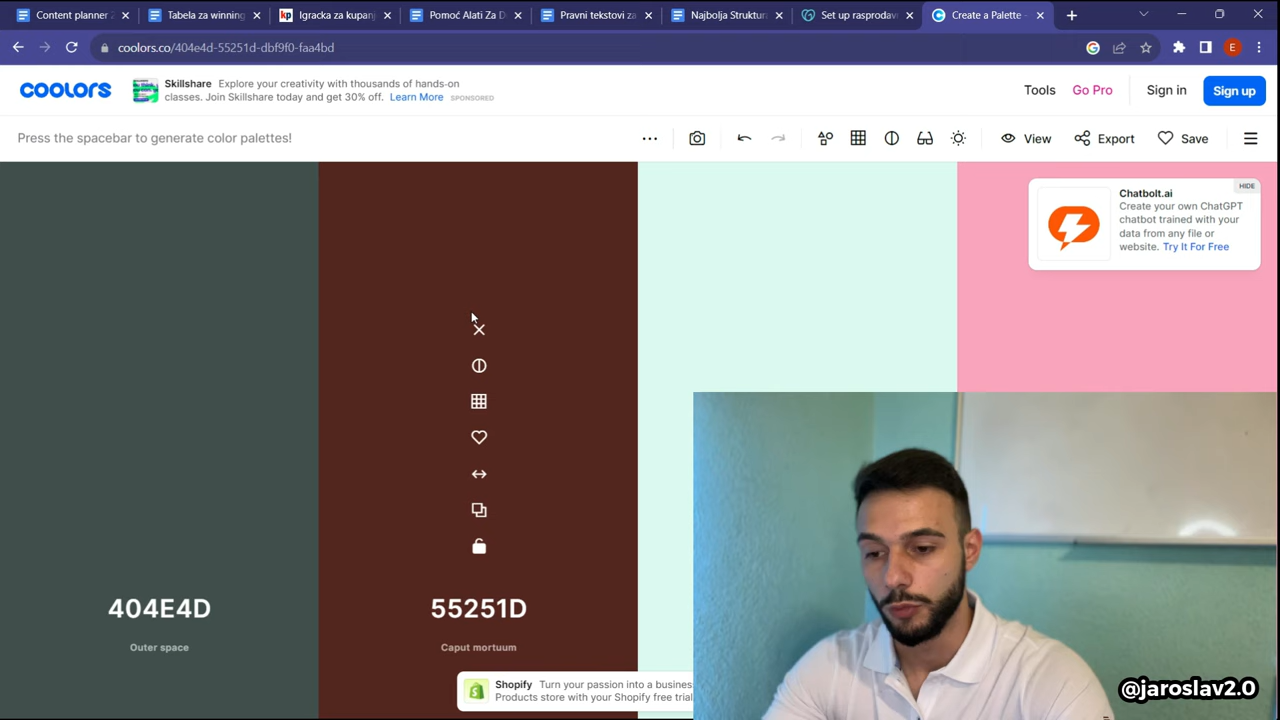 Content planner 2
Tabela za winning
kp Igracka za kupanj
Pomoć Alati Za D
Pravni tekstovi za
Najbolja Struktura
Set up rasprodav
Create a Palette -
coolors.co/404e4d-55251d-dbf9f0-faa4bd
E
coolors
Skillshare Explore your creativity with thousands of hands-on
classes. Join Skillshare today and get 30% off. Learn More SPONSORED
Tools
Go Pro
Sign in
Sign up
Press the spacebar to generate color palettes!
View
Export
Save
HIDE
Chatbolt.ai
Create your own ChatGPT
chatbot trained with your
data from any file or
website. Try It For Free
404E4D
Outer space
55251D
Caput mortuum
Shopify Turn your passion into a busines
Products store with your Shopify free trial
@jaroslav2.0